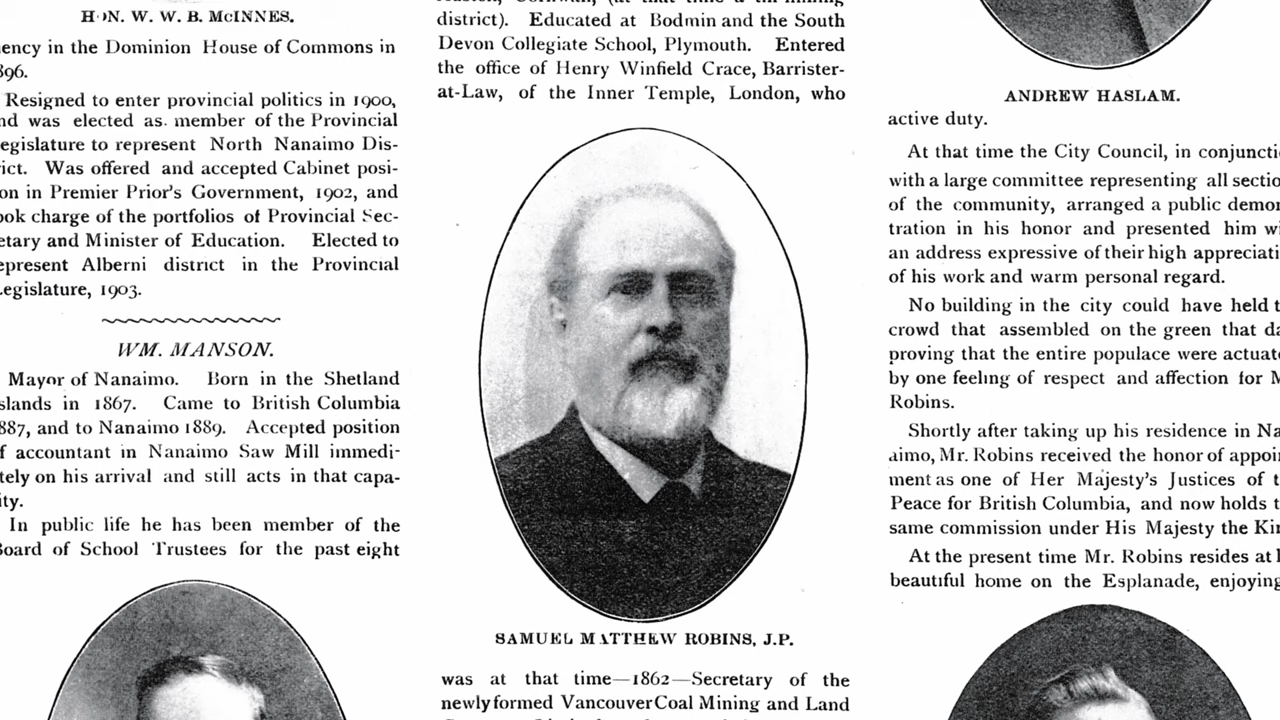 HON. W. W. B. McINNES.
ency in the Dominion House of Commons in
896.
Resigned to enter provincial politics in 1900,
nd was elected as. member of the Provincial
egislature to represent North Nanaimo Dis-
rict. Was offered and accepted Cabinet posi-
on in Premier Prior's Government, 1902, and
ook charge of the portfolios of Provincial Sec-
etary and Minister of Education. Elected to
epresent Alberni district in the Provincial
Legislature, 1903.
WM. MANSON.
Mayor of Nanaimo. Born in the Shetland
slands in 1867. Came to British Columbia
887, and to Nanaimo 1889. Accepted position
f accountant in Nanaimo Saw Mill immedi-
tely on his arrival and still acts in that capa-
ity.
In public life he has been member of the
Board of School Trustees for the past eight
district). Educated at Bodmin and the South
Devon Collegiate School, Plymouth. Entered
the office of Henry Winfield Crace, Barrister-
at-Law, of the Inner Temple, London, who
SAMUEL MATTHEW ROBINS, J.P.
was at that time—1862—Secretary of the
newly formed Vancouver Coal Mining and Land
ANDREW HASLAM.
active duty.
At that time the City Council, in conjuncti
with a large committee representing all sectio
of the community, arranged a public demon
tration in his honor and presented him wi
an address expressive of their high appreciati
of his work and warm personal regard.
No building in the city could have held t
crowd that assembled on the green that da
proving that the entire populace were actuate
by one feeling of respect and affection for M
Robins.
Shortly after taking up his residence in Na
aimo, Mr. Robins received the honor of appoin
ment as one of Her Majesty's Justices of t
Peace for British Columbia, and now holds t
same commission under His Majesty the Kin
At the present time Mr. Robins resides at h
beautiful home on the Esplanade, enjoying